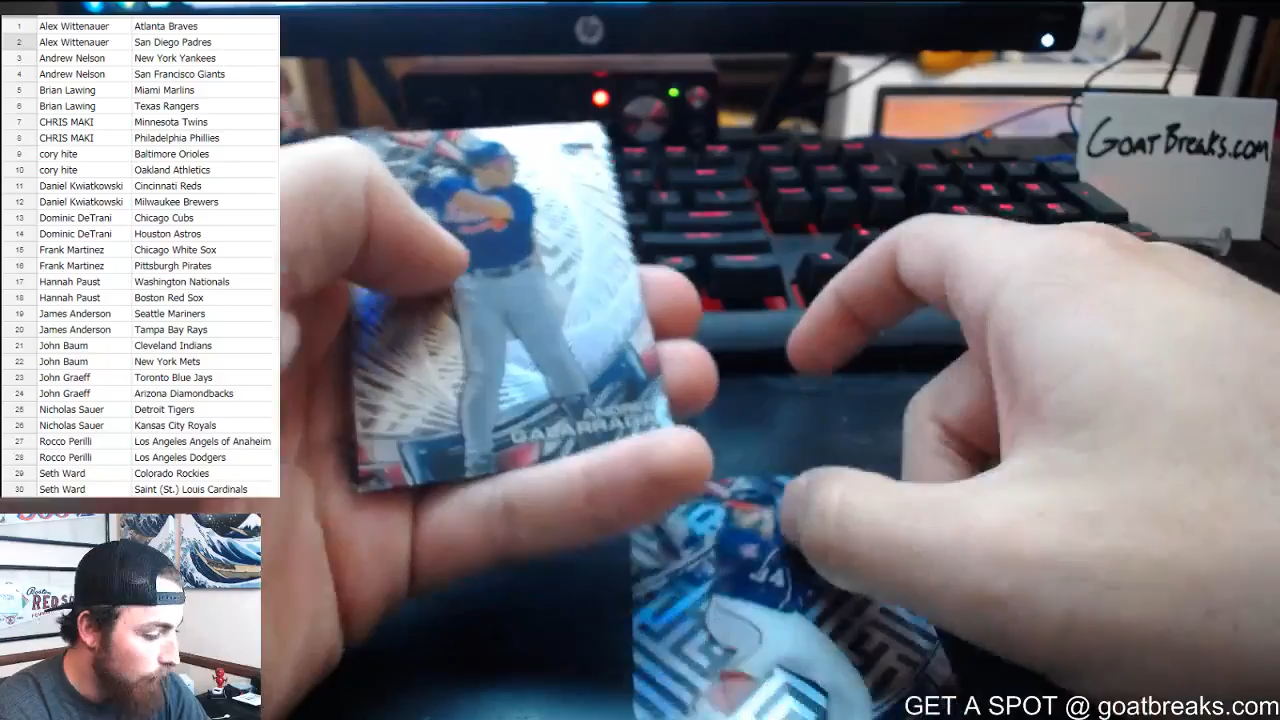 1 Alex Wittenauer Atlanta Braves
2 Alex Wittenauer San Diego Padres
3 Andrew Nelson New York Yankees
4 Andrew Nelson San Francisco Giants
5 Brian Lawing Miami Marlins
6 Brian Lawing Texas Rangers
7 CHRIS MAKI Minnesota Twins
8 CHRIS MAKI Philadelphia Phillies
9 cory hite Baltimore Orioles
10 cory hite Oakland Athletics
11 Daniel Kwiatkowski Cincinnati Reds
12 Daniel Kwiatkowski Milwaukee Brewers
13 Dominic DeTrani Chicago Cubs
14 Dominic DeTrani Houston Astros
15 Frank Martinez Chicago White Sox
16 Frank Martinez Pittsburgh Pirates
17 Hannah Paust Washington Nationals
18 Hannah Paust Boston Red Sox
19 James Anderson Seattle Mariners
20 James Anderson Tampa Bay Rays
21 John Baum Cleveland Indians
22 John Baum New York Mets
23 John Graeff Toronto Blue Jays
24 John Graeff Arizona Diamondbacks
25 Nicholas Sauer Detroit Tigers
26 Nicholas Sauer Kansas City Royals
27 Rocco Perilli Los Angeles Angels of Anaheim
28 Rocco Perilli Los Angeles Dodgers
29 Seth Ward Colorado Rockies
30 Seth Ward Saint (St.) Louis Cardinals
hp
GOATBREAKS.COM
14
GET A SPOT @ goatbreaks.com